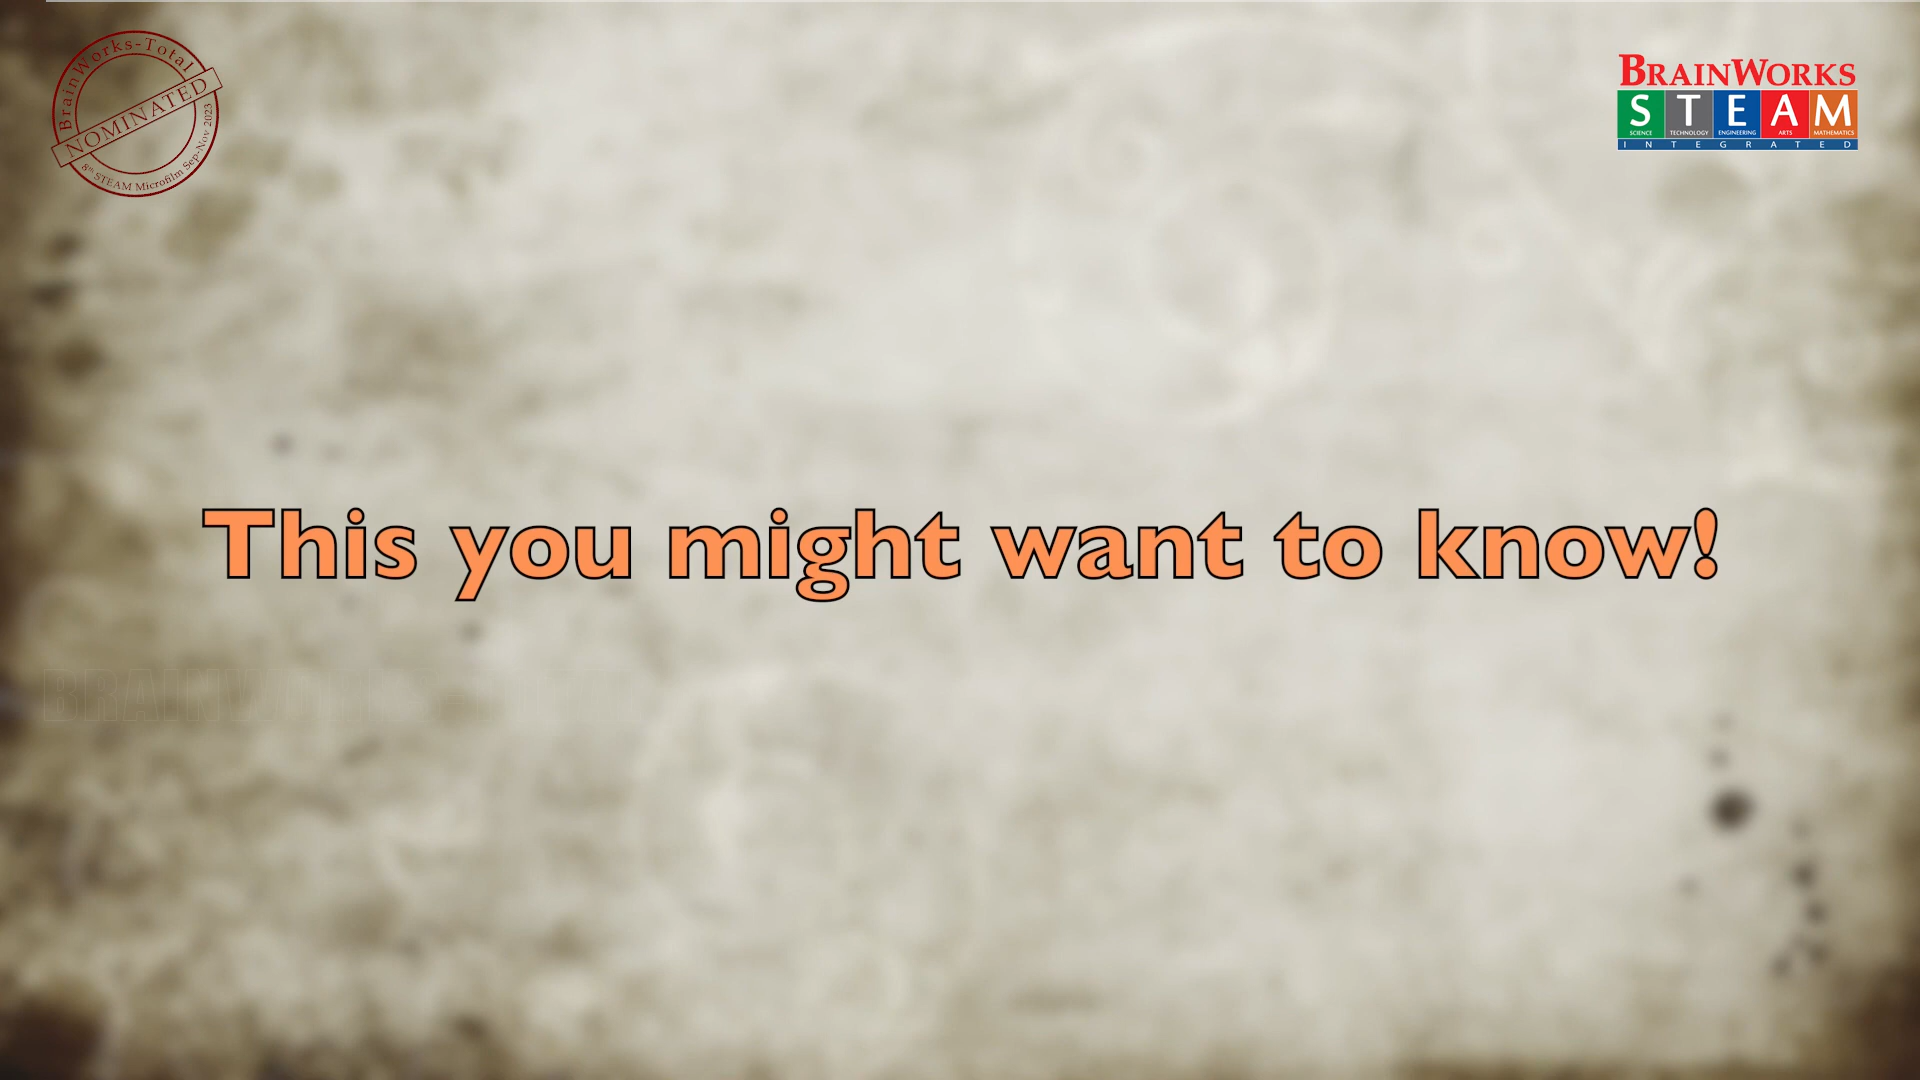 BrainWorks-Total
NOMINATED
8th STEAM Microfilm Sep-Nov 2023
BRAINWORKS
S T E A M
SCIENCE TECHNOLOGY ENGINEERING ARTS MATHEMATICS
INTEGRATED
This you might want to know!